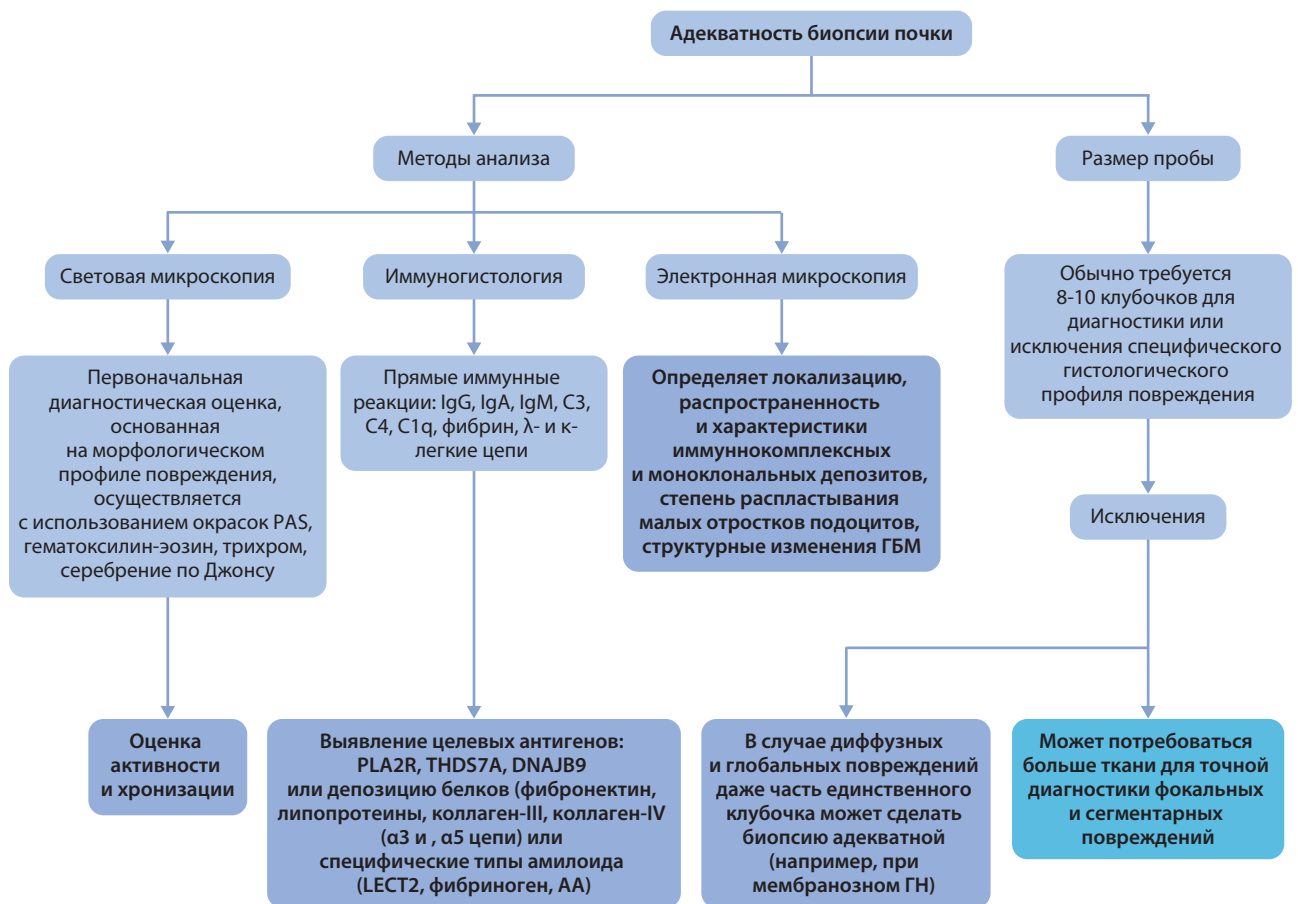 Адекватность биопсии почки
Методы анализа
Размер пробы
Световая микроскопия
Иммуногистология
Электронная микроскопия
Обычно требуется
8-10 клубочков для
диагностики или
исключения специфического
гистологического
профиля повреждения
Первоначальная
диагностическая оценка,
основанная
на морфологическом
профиле повреждения,
осуществляется
с использованием окрасок PAS,
гематоксилин-эозин, трихром,
серебрение по Джонсу
Прямые иммунные
реакции: IgG, IgA, IgM, C3,
C4, C1q, фибрин, λ- и κ-
легкие цепи
Определяет локализацию,
распространенность
и характеристики
иммуннокомплексных
и моноклональных депозитов,
степень распластывания
малых отростков подоцитов,
структурные изменения ГБМ
Исключения
Оценка
активности
и хронизации
Выявление целевых антигенов:
PLA2R, THDS7A, DNAJB9
или депозицию белков (фибронектин,
липопротеины, коллаген-III, коллаген-IV
(α3 и , α5 цепи) или
специфические типы амилоида
(LECT2, фибриноген, АА)
В случае диффузных
и глобальных повреждений
даже часть единственного
клубочка может сделать
биопсию адекватной
(например, при
мембранозном ГН)
Может потребоваться
больше ткани для точной
диагностики фокальных
и сегментарных
повреждений